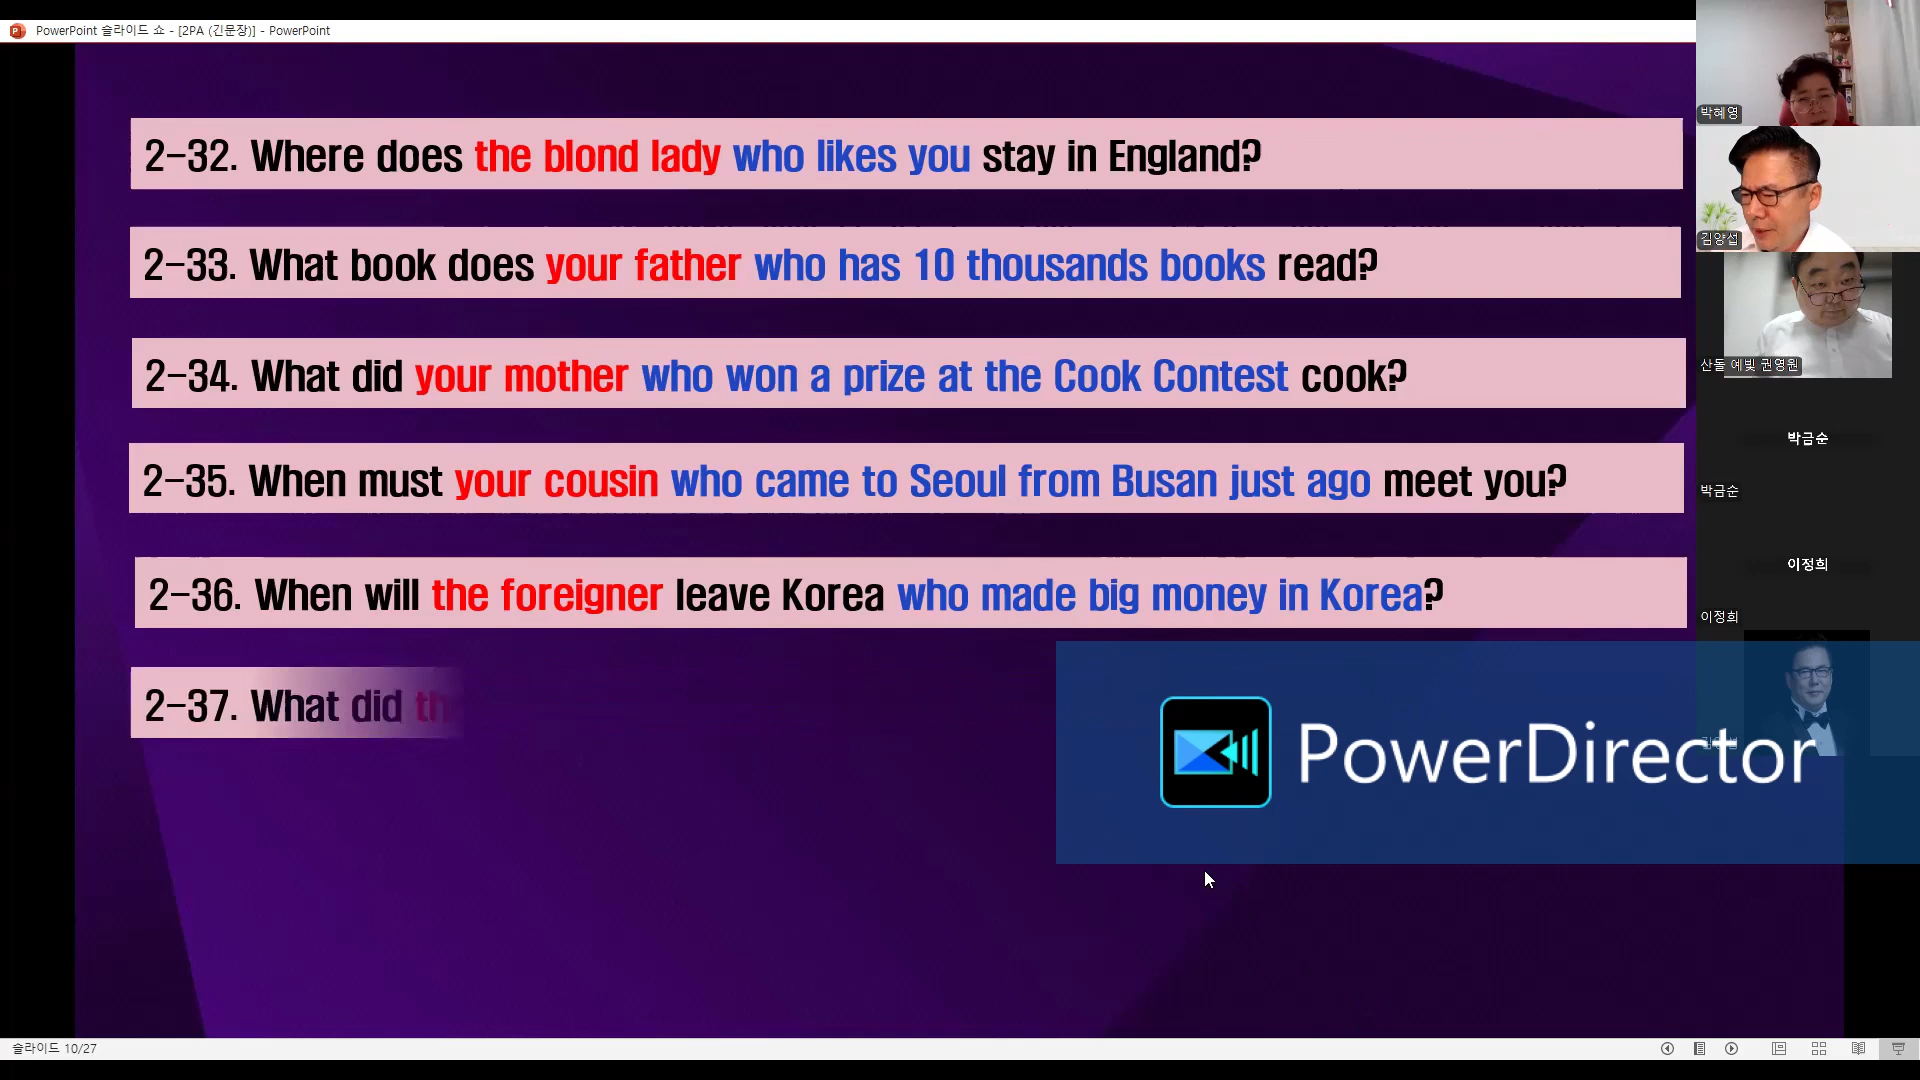 PowerPoint 슬라이드 쇼 - [2PA (긴문장)] - PowerPoint
2-32. Where does the blond lady who likes you stay in England?
2-33. What book does your father who has 10 thousands books read?
2-34. What did your mother who won a prize at the Cook Contest cook?
2-35. When must your cousin who came to Seoul from Busan just ago meet you?
2-36. When will the foreigner leave Korea who made big money in Korea?
2-37. What did
박혜영
김양섭
산돌 예빛 권영원
박금순
박금순
이정희
이정희
PowerDirector
슬라이드 10/27